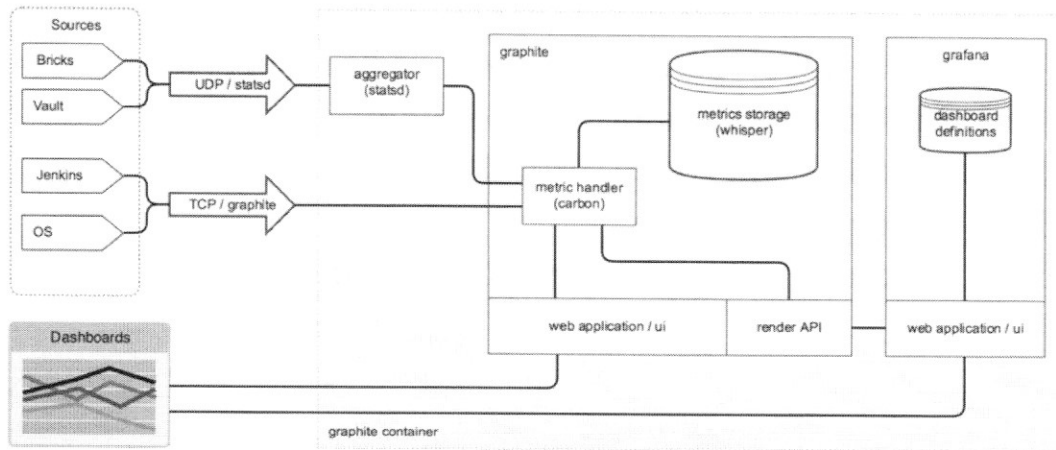 Sources
Bricks
Vault
UDP / statsd
Jenkins
OS
TCP / graphite
aggregator
(statsd)
graphite
metrics storage
(whisper)
metric handler
(carbon)
web application / ui
render API
grafana
dashboard
definitions
web application / ui
Dashboards
graphite container